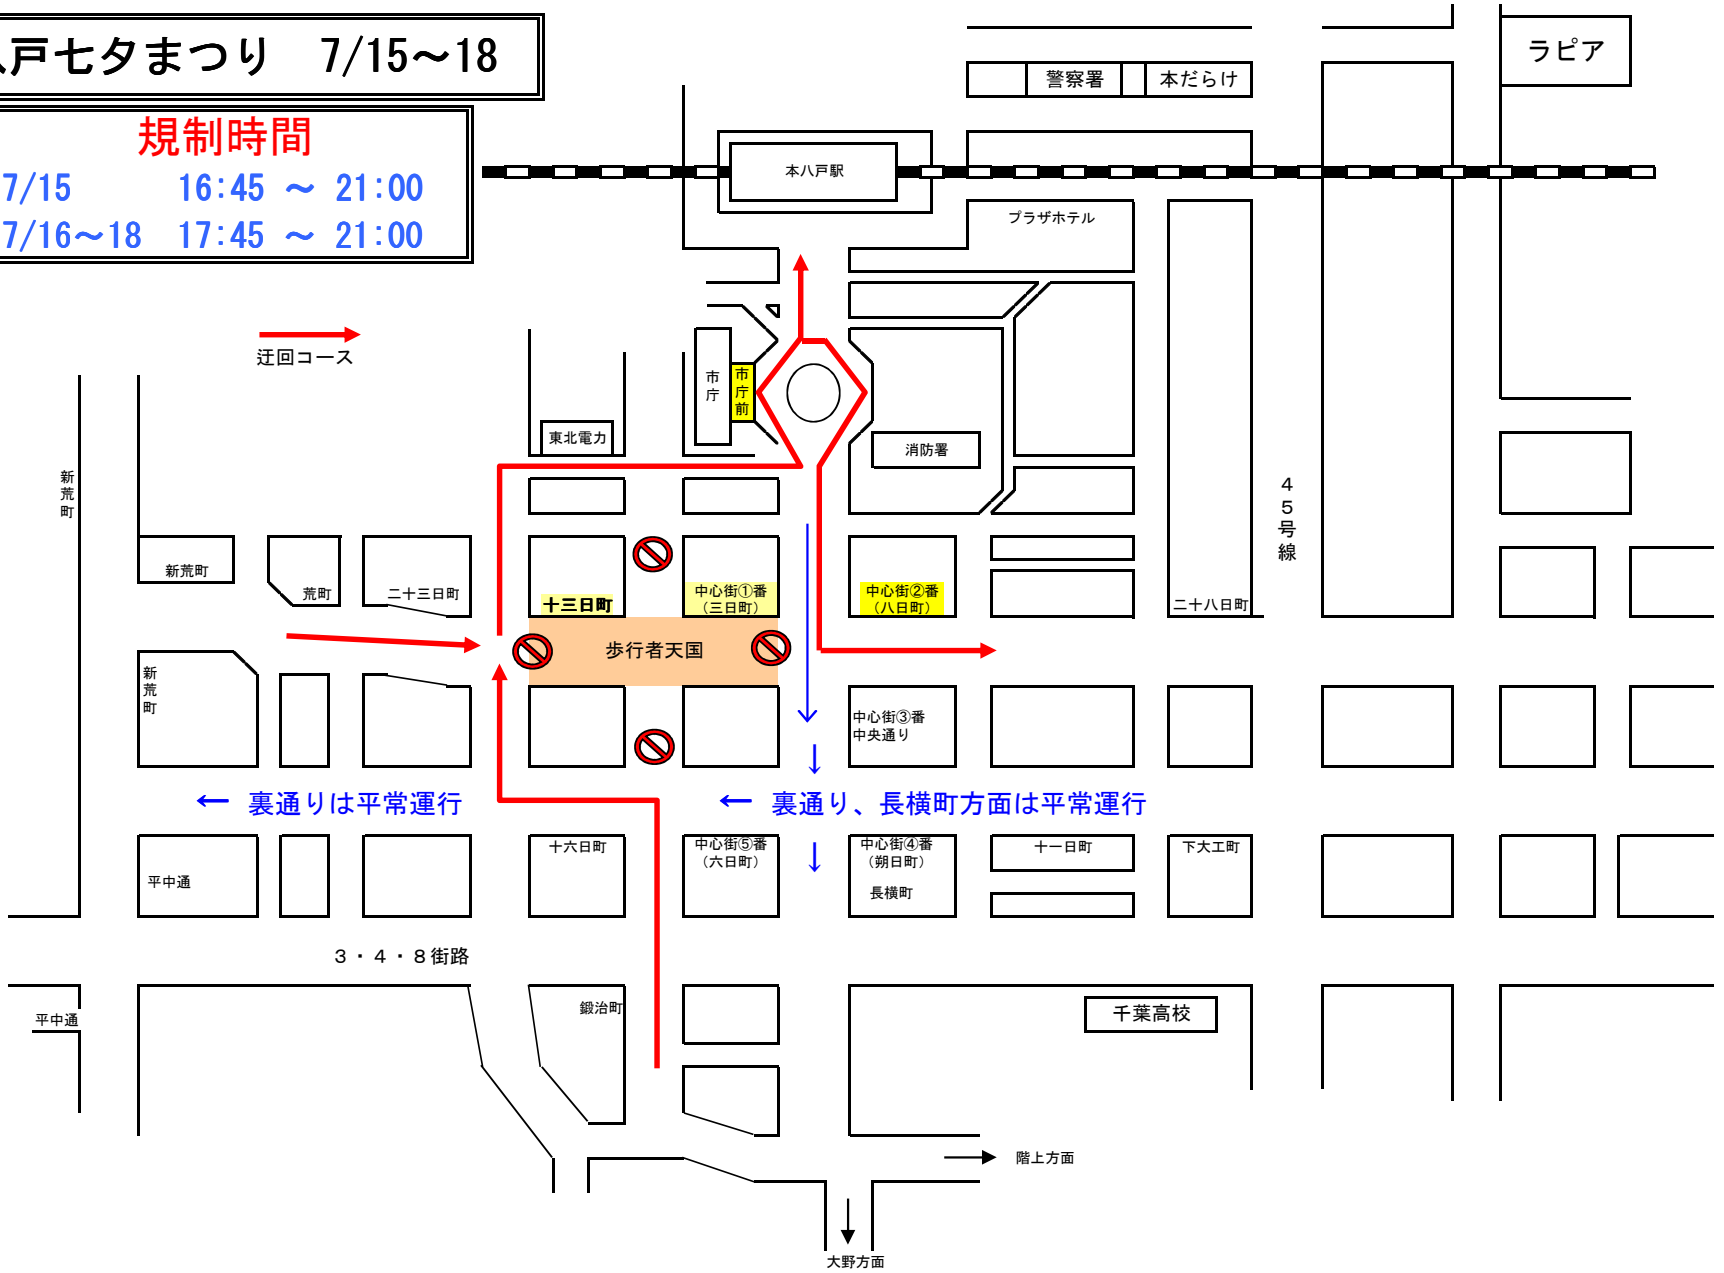 戸七夕まつり　7/15～18
規制時間
7/15　16:45 ～ 21:00
7/16～18　17:45 ～ 21:00
ラピア
警察署
本だらけ
本八戸駅
プラザホテル
迂回コース
市庁
市庁前
東北電力
消防署
新荒町
45号線
新荒町
荒町
二十三日町
十三日町
中心街①番
（三日町）
中心街②番
（八日町）
二十八日町
歩行者天国
新荒町
中心街③番
中央通り
← 裏通りは平常運行
← 裏通り、長横町方面は平常運行
平中通
十六日町
中心街⑤番
（六日町）
中心街④番
（朔日町）
長横町
十一日町
下大工町
3・4・8街路
平中通
鍛治町
千葉高校
階上方面
大野方面